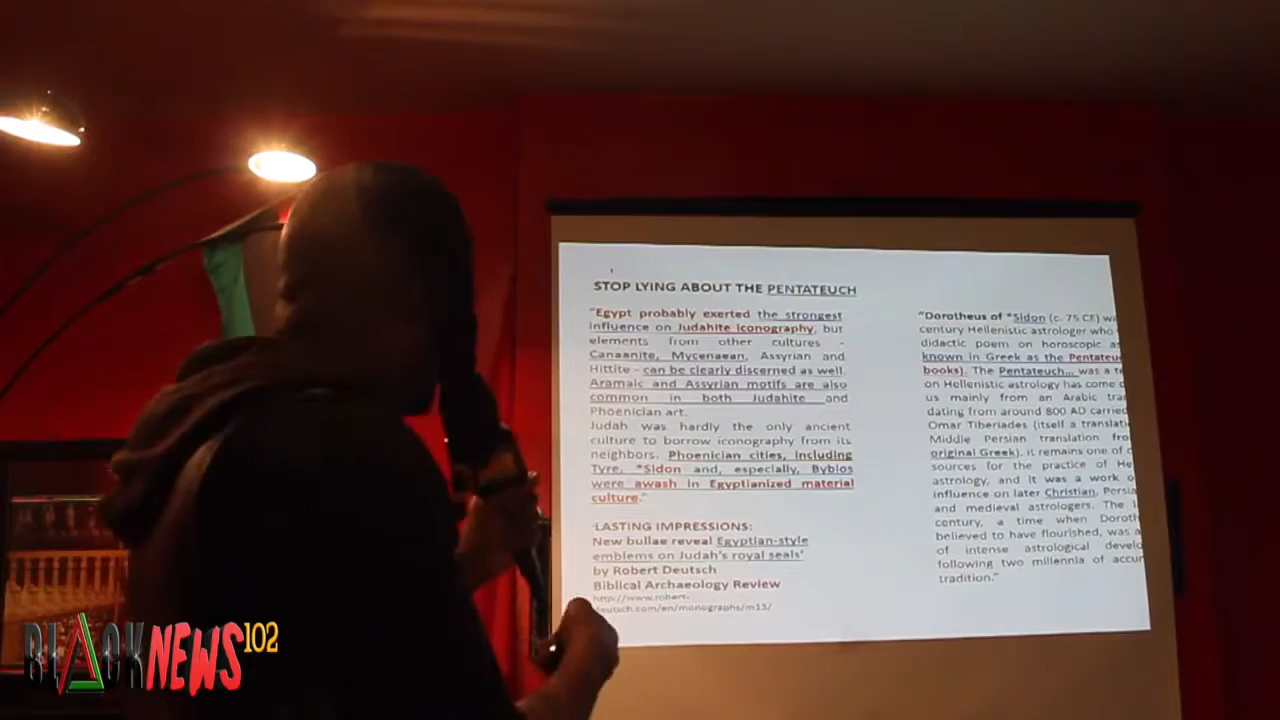 STOP LYING ABOUT THE PENTATEUCH
"Egypt probably exerted the strongest
influence on Judahite iconography, but
elements from other cultures -
Canaanite, Mycenaean, Assyrian and
Hittite - can be clearly discerned as well.
Aramaic and Assyrian motifs are also
common in both Judahite and
Phoenician art.
Judah was hardly the only ancient
culture to borrow iconography from its
neighbors. Phoenician cities, including
Tyre, *Sidon and, especially, Byblos
were awash in Egyptianized material
culture."
LASTING IMPRESSIONS:
New bullae reveal Egyptian-style
emblems on Judah's royal seals'
by Robert Deutsch
Biblical Archaeology Review
http://www.robert-
deutsch.com/en/monographs/m13/
"Dorotheus of *Sidon (c. 75 CE) w
century Hellenistic astrologer who
didactic poem on horoscopic as
known in Greek as the Pentateu
books). The Pentateuch... was a te
on Hellenistic astrology has come
us mainly from an Arabic tra
dating from around 800 AD carried
Omar Tiberiades (itself a translati
Middle Persian translation fro
original Greek). It remains one of
sources for the practice of He
astrology, and it was a work o
influence on later Christian, Persia
and medieval astrologers. The 1
century, a time when Doroth
believed to have flourished, was a
of intense astrological develo
following two millennia of accur
tradition."
BLACK NEWS 102